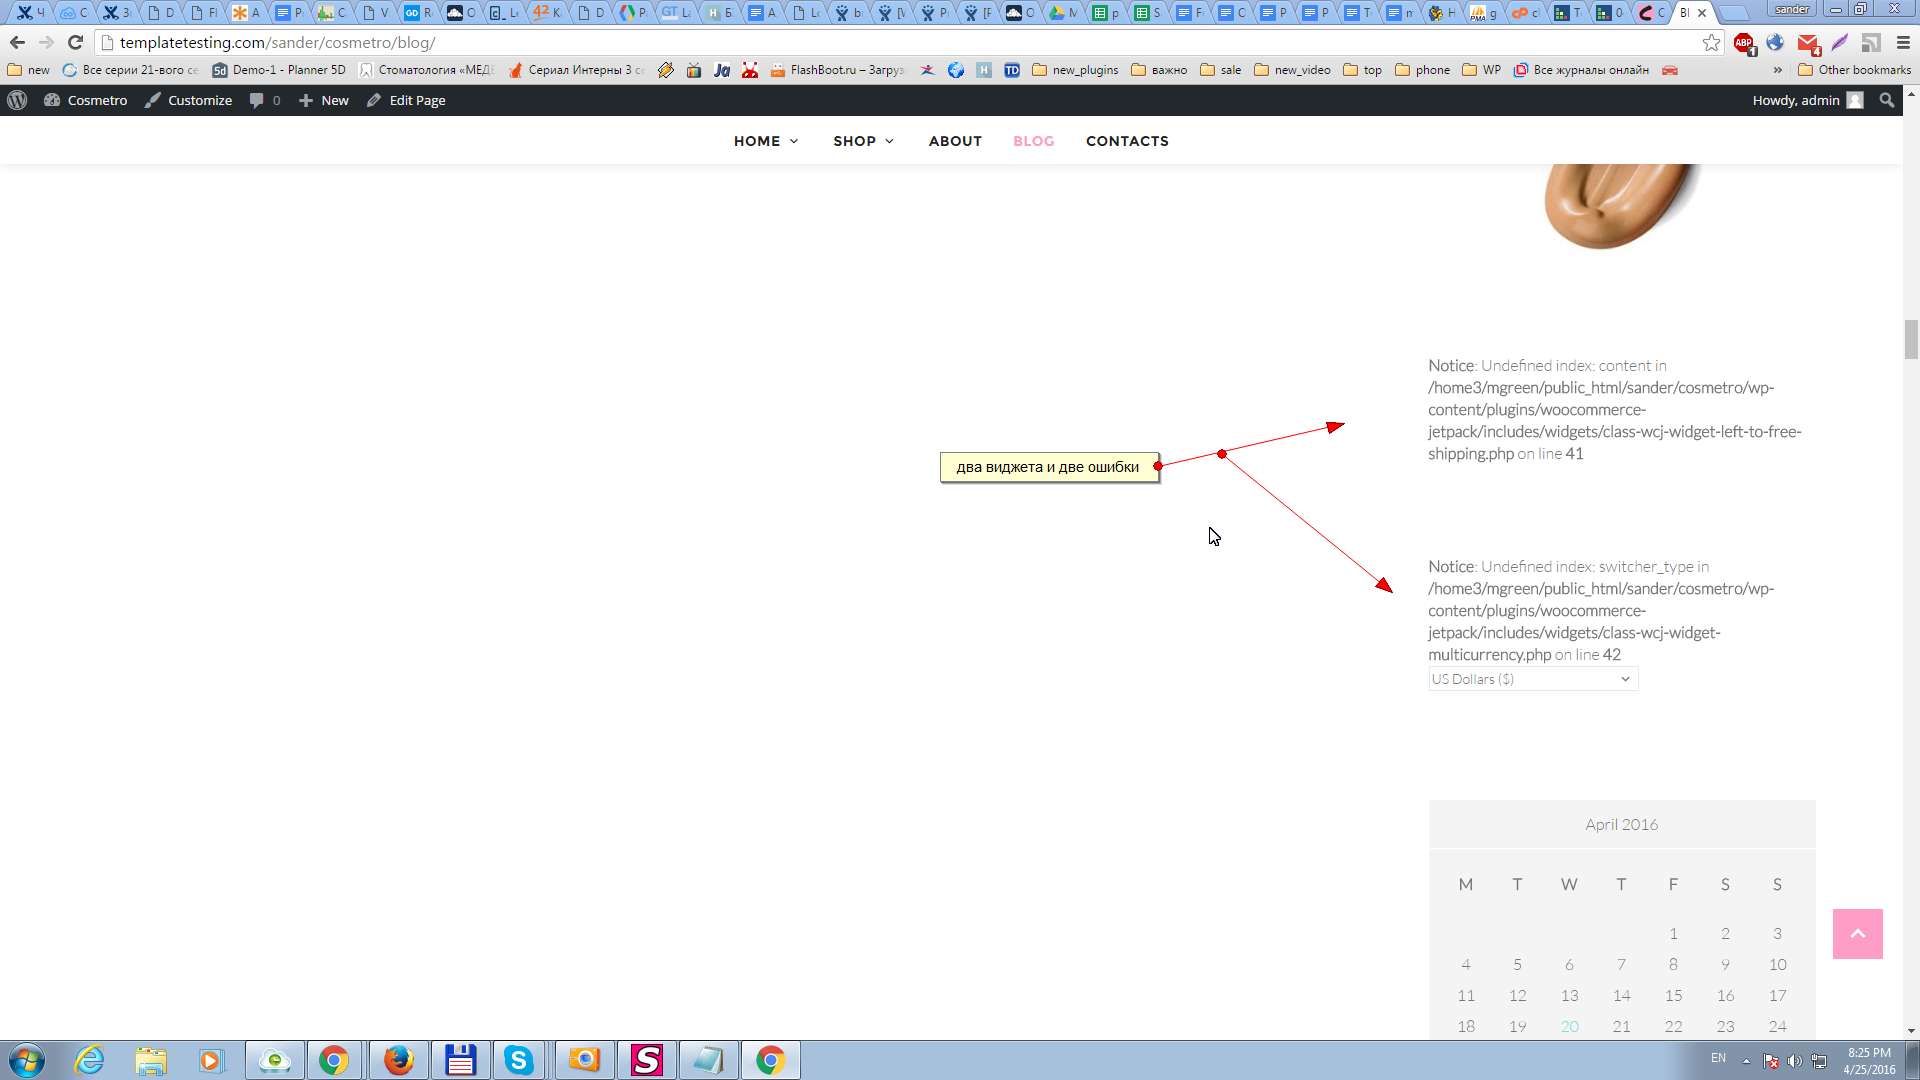 sander
templatetesting.com/sander/cosmetro/blog/
new
Все серии 21-вого се
Demo-1 - Planner 5D
Стоматология «МЕД
Сериал Интерны 3 с
Ja
FlashBoot.ru – Загруз
H
TD
new_plugins
важно
sale
new_video
top
phone
WP
Все журналы онлайн
»
Other bookmarks
Cosmetro
Customize
0
New
Edit Page
Howdy, admin
HOME
SHOP
ABOUT
BLOG
CONTACTS
Notice: Undefined index: content in
/home3/mgreen/public_html/sander/cosmetro/wp-
content/plugins/woocommerce-
jetpack/includes/widgets/class-wcj-widget-left-to-free-
shipping.php on line 41
два виджета и две ошибки
Notice: Undefined index: switcher_type in
/home3/mgreen/public_html/sander/cosmetro/wp-
content/plugins/woocommerce-
jetpack/includes/widgets/class-wcj-widget-
multicurrency.php on line 42
US Dollars ($)
April 2016
M T W T F S S
1 2 3
4 5 6 7 8 9 10
11 12 13 14 15 16 17
18 19 20 21 22 23 24
EN
8:25 PM
4/25/2016